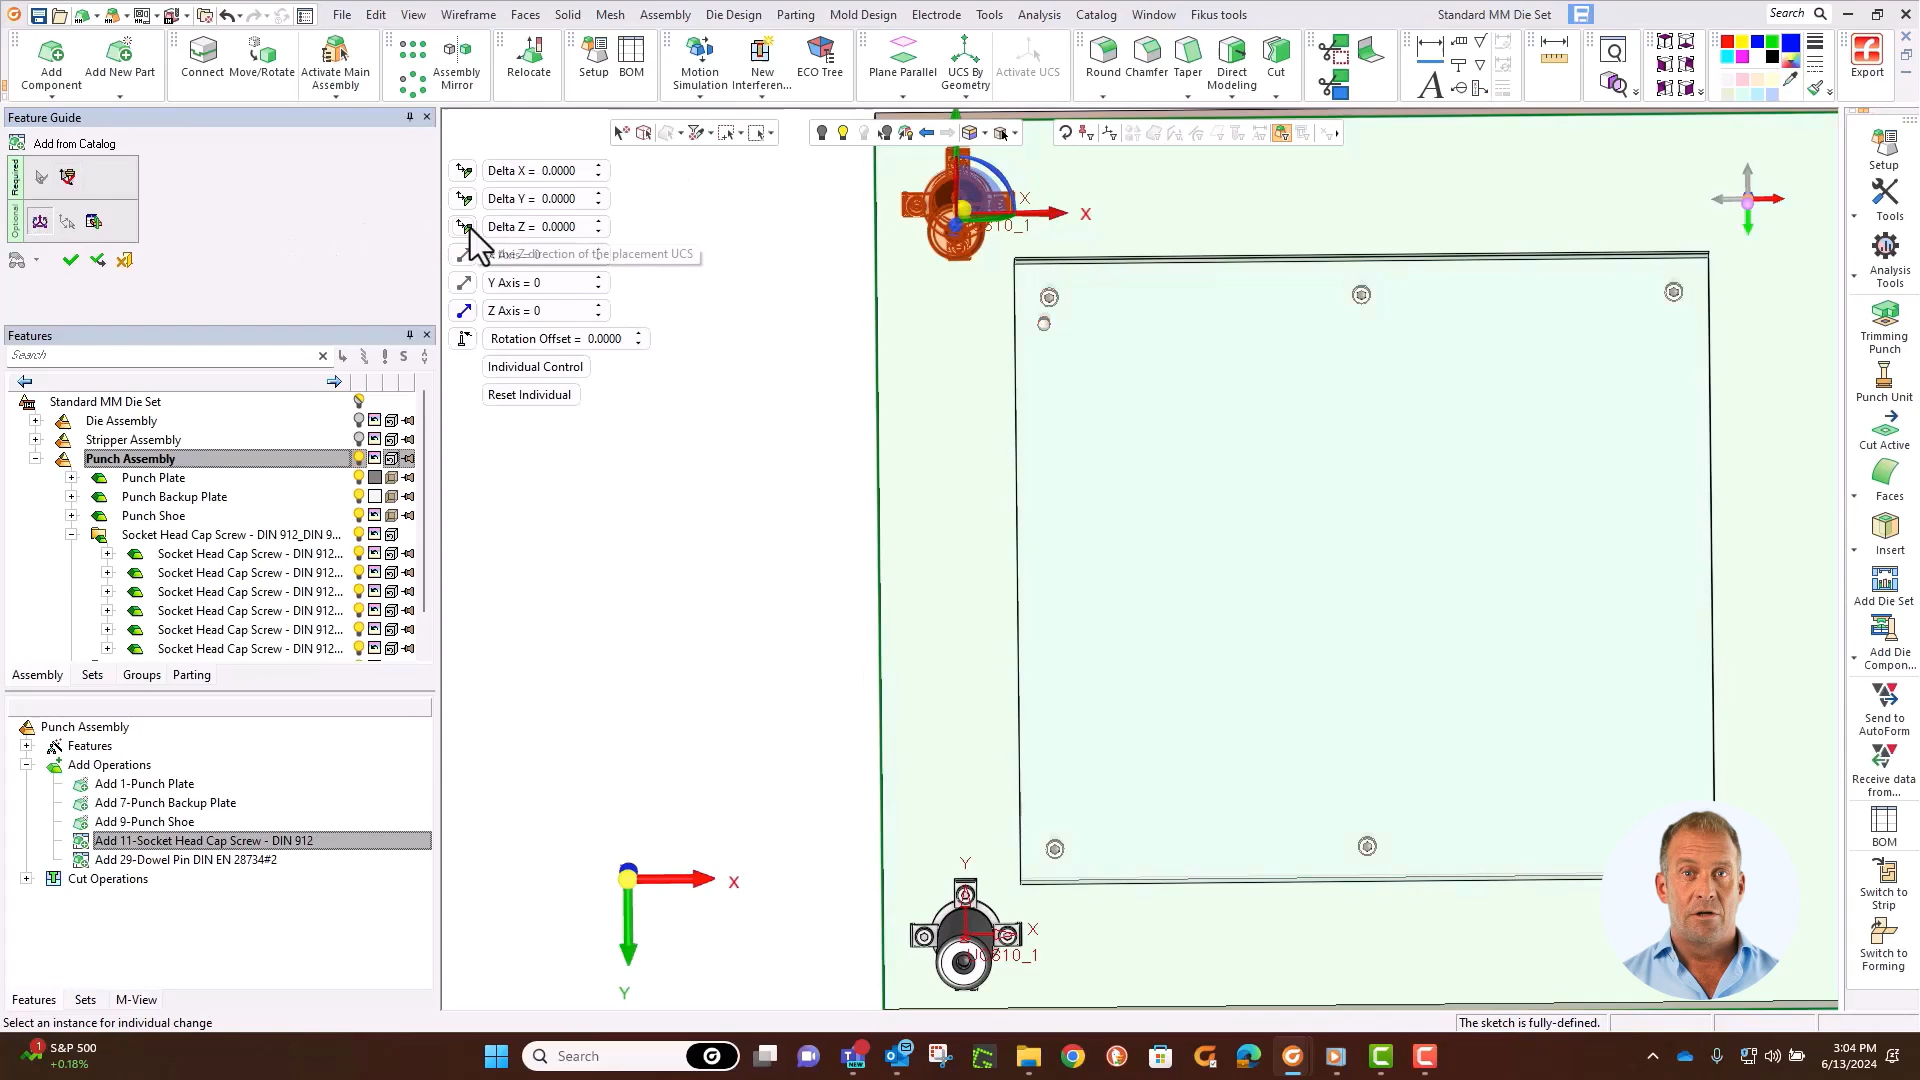 File Edit View Wireframe Faces Solid Mesh Assembly Die Design Parting Mold Design Electrode Tools Analysis Catalog Window Fikus tools Standard MM Die Set Search
Add Component
Add New Part
Connect
Move/Rotate
Activate Main Assembly
Assembly Mirror
Relocate
Setup
BOM
Motion Simulation
New Interferen...
ECO Tree
Plane Parallel
UCS By Geometry
Activate UCS
Round
Chamfer
Taper
Direct Modeling
Cut
Export
Feature Guide
Add from Catalog
Required
Optional
Delta X = 0.0000
Delta Y = 0.0000
Delta Z = 0.0000
the Z direction of the placement UCS
Y Axis = 0
Z Axis = 0
Rotation Offset = 0.0000
Individual Control
Reset Individual
Features
Search
S
Standard MM Die Set
Die Assembly
Stripper Assembly
Punch Assembly
Punch Plate
Punch Backup Plate
Punch Shoe
Socket Head Cap Screw - DIN 912_DIN 9...
Socket Head Cap Screw - DIN 912...
Socket Head Cap Screw - DIN 912...
Socket Head Cap Screw - DIN 912...
Socket Head Cap Screw - DIN 912...
Socket Head Cap Screw - DIN 912...
Socket Head Cap Screw - DIN 912...
Assembly Sets Groups Parting
Punch Assembly
Features
Add Operations
Add 1-Punch Plate
Add 7-Punch Backup Plate
Add 9-Punch Shoe
Add 11-Socket Head Cap Screw - DIN 912
Add 29-Dowel Pin DIN EN 28734#2
Cut Operations
Features Sets M-View
X
X
X
Y
Y
X
Setup
Tools
Analysis Tools
Trimming Punch
Punch Unit
Cut Active
Faces
Insert
Add Die Set
Add Die Compon...
Send to AutoForm
Receive data from...
BOM
Switch to Strip
Switch to Forming
Select an instance for individual change
The sketch is fully-defined.
1
S&P 500
+0.18%
Search
NEW
3:04 PM
6/13/2024